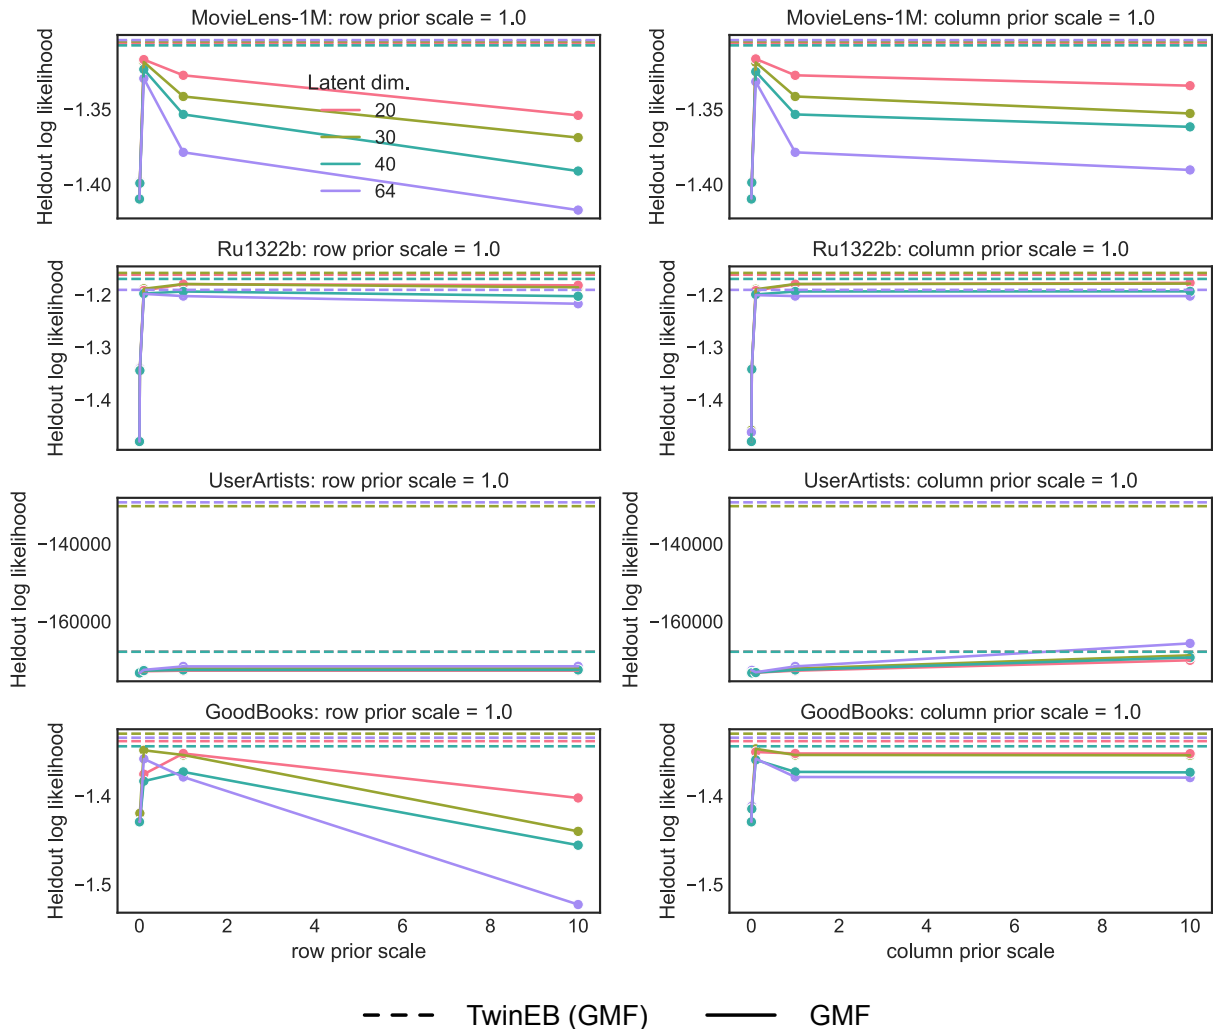 MovieLens-1M: row prior scale = 1.0
Heldout log likelihood
−1.35
−1.40
Latent dim.
20
30
40
64
MovieLens-1M: column prior scale = 1.0
Heldout log likelihood
−1.35
−1.40
Ru1322b: row prior scale = 1.0
Heldout log likelihood
−1.2
−1.3
−1.4
Ru1322b: column prior scale = 1.0
Heldout log likelihood
−1.2
−1.3
−1.4
UserArtists: row prior scale = 1.0
Heldout log likelihood
−140000
−160000
UserArtists: column prior scale = 1.0
Heldout log likelihood
−140000
−160000
GoodBooks: row prior scale = 1.0
Heldout log likelihood
−1.4
−1.5
0 2 4 6 8 10
row prior scale
GoodBooks: column prior scale = 1.0
Heldout log likelihood
−1.4
−1.5
0 2 4 6 8 10
column prior scale
TwinEB (GMF) GMF